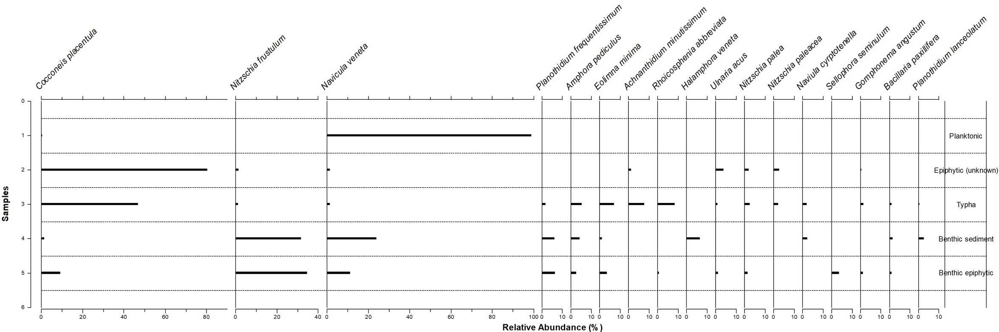 Cocconeis placentula
Nitzschia frustulum
Navicula veneta
Planothidium frequentissimum
Amphora pediculus
Eolimna minima
Achnanthidium minutissimum
Rhoicosphenia abbreviata
Halamphora veneta
Ulnaria acus
Nitzschia palea
Nitzschia paleacea
Naviula cyrptotenella
Sellophora seminulum
Gomphonema angustum
Bacillaria paxillifera
Planothidium lanceolatum
0
1 Planktonic
2 Epiphytic (unknown)
3 Typha
4 Benthic sediment
5 Benthic epiphytic
6
Samples
0 20 40 60 80 0 20 40 0 20 40 60 80 100 0 10 0 10 0 10 0 10 0 10 0 10 0 10 0 10 0 10 0 10 0 10 0 10 0 10 0 10
Relative Abundance (%)